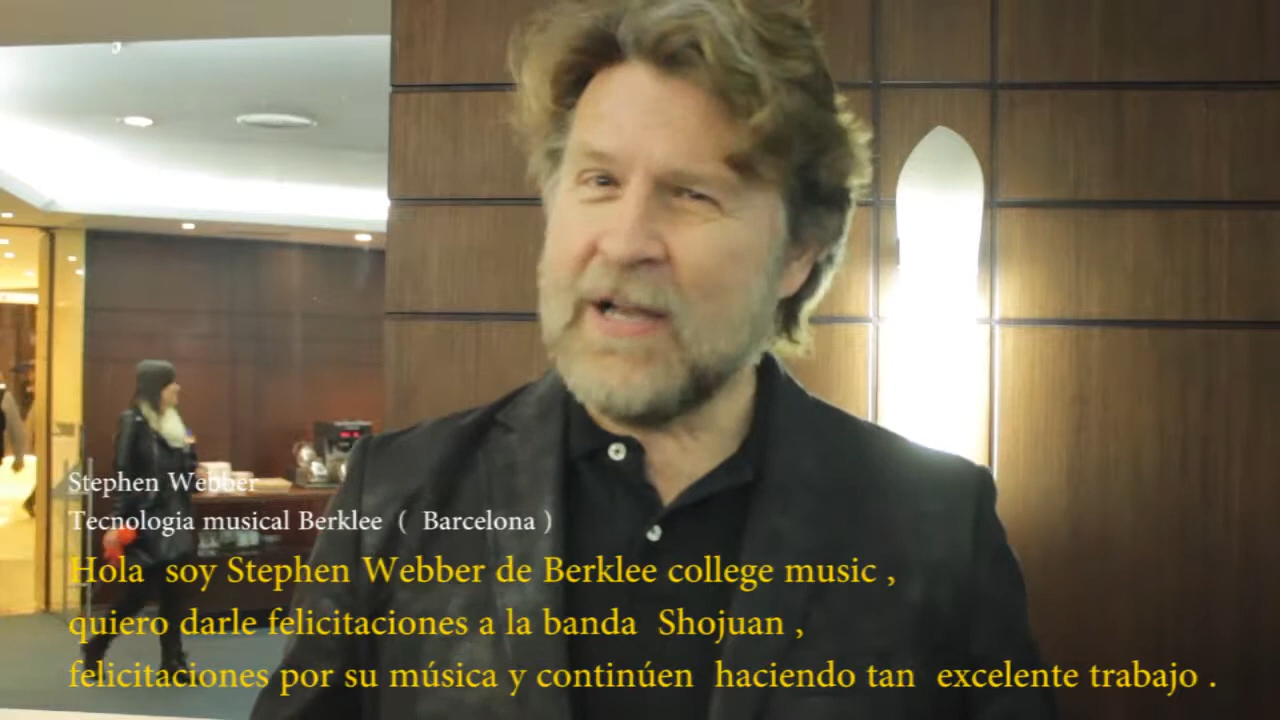 Stephen Webber
Tecnologia musical Berklee ( Barcelona )
Hola soy Stephen Webber de Berklee college music ,
quiero darle felicitaciones a la banda Shojuan ,
felicitaciones por su música y continúen haciendo tan excelente trabajo .